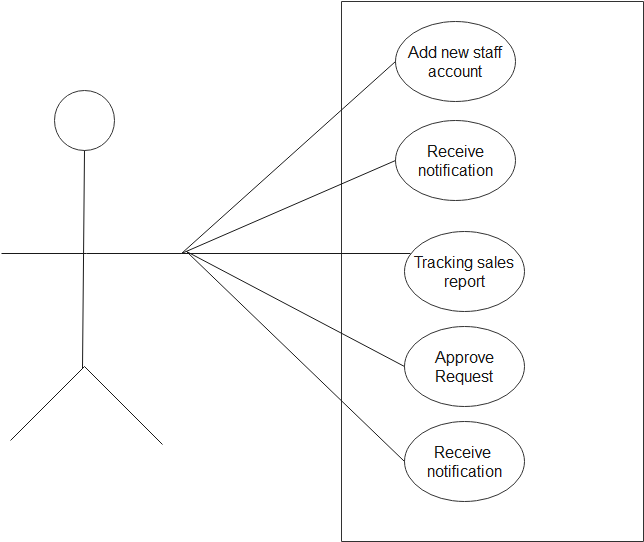 Add new staff
account
Receive
notification
Tracking sales
report
Approve
Request
Receive
notification